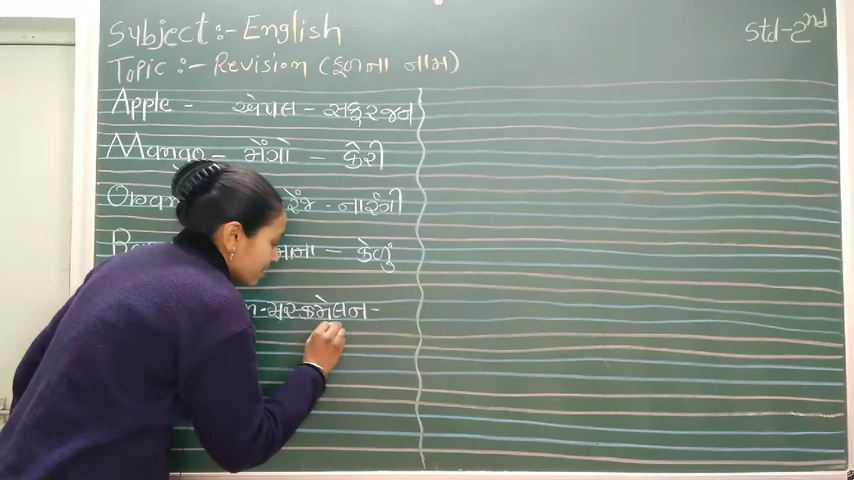 Subject:- English
Std-2nd
Topic:- Revision (ફળના નામ)
Apple - એપલ - સફરજન
Mango - મેંગો - કેરી
નારંગી
કેળું
મસ્કમેલન-